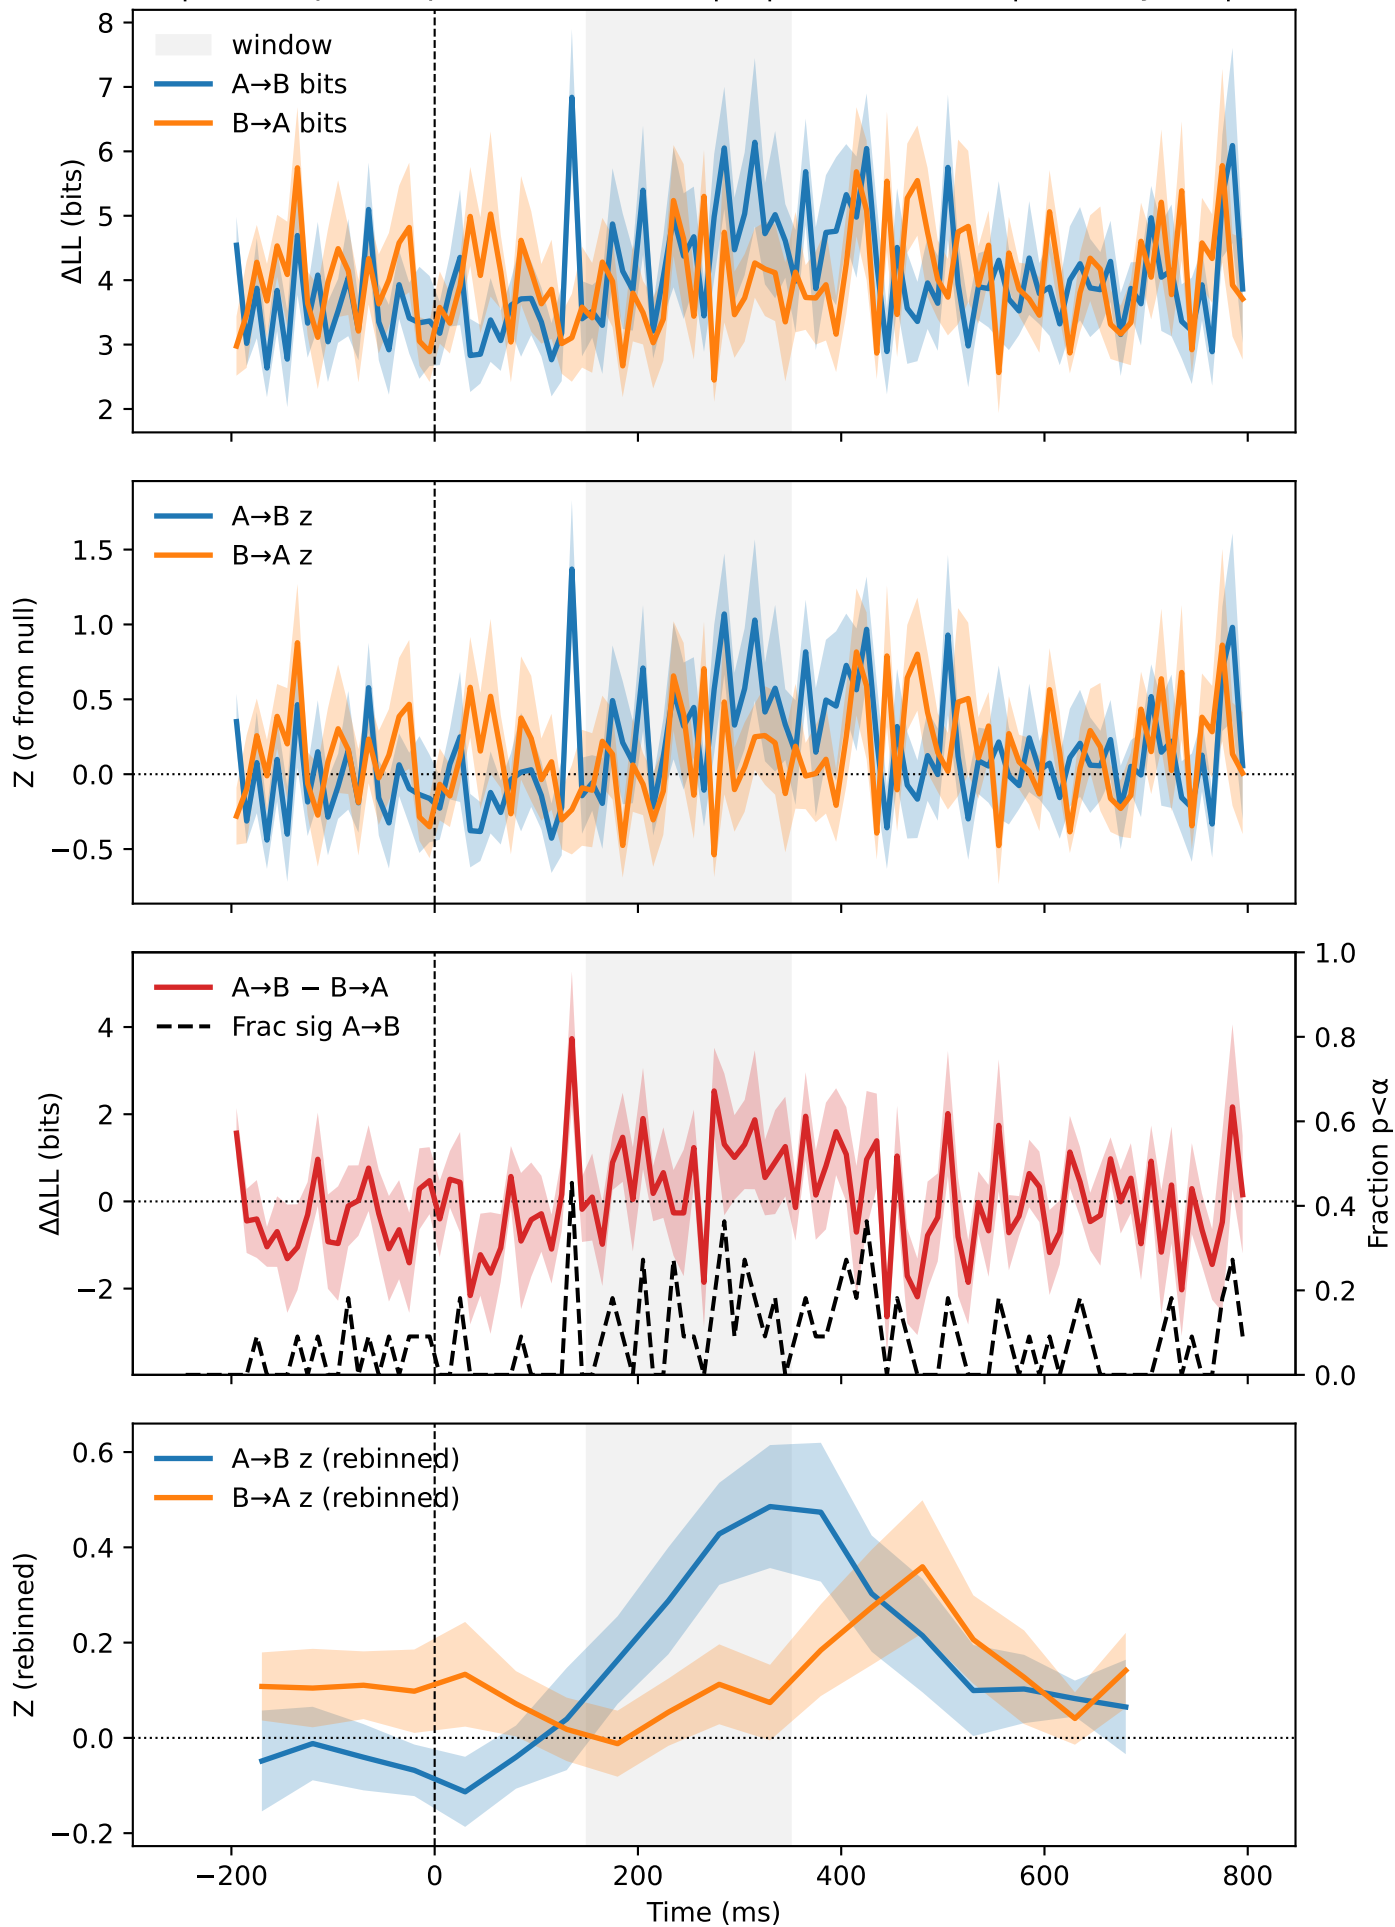 8
7
6
5
4
3
2
ΔLL (bits)
window
A→B bits
B→A bits
1.5
1.0
0.5
0.0
−0.5
Z (σ from null)
A→B z
B→A z
4
2
0
−2
ΔΔLL (bits)
A→B − B→A
Frac sig A→B
1.0
0.8
0.6
0.4
0.2
0.0
Fraction p<α
0.6
0.4
0.2
0.0
−0.2
Z (rebinned)
A→B z (rebinned)
B→A z (rebinned)
−200
0
200
400
600
800
Time (ms)